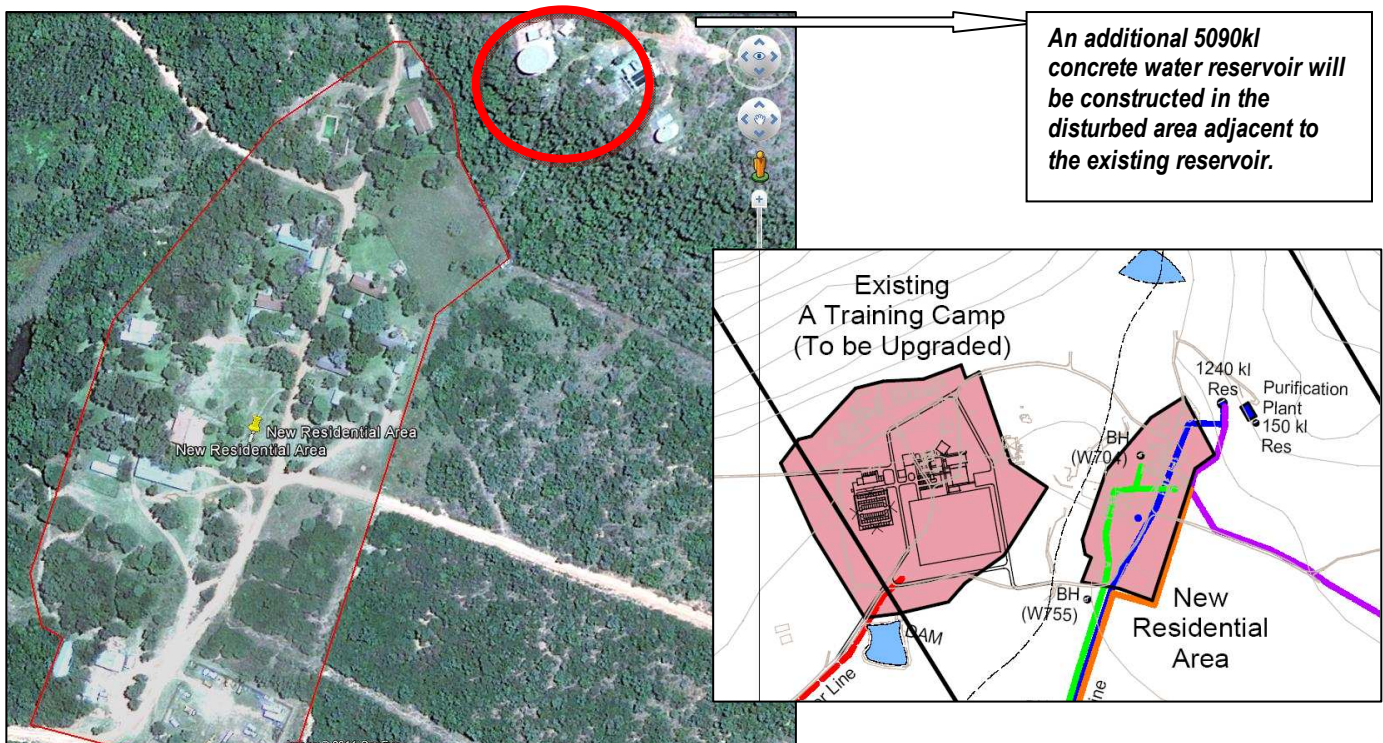 An additional 5090kl
concrete water reservoir will
be constructed in the
disturbed area adjacent to
the existing reservoir.
New Residential Area
New Residential Area
Existing
A Training Camp
(To be Upgraded)
1240 kl
Res
Purification
Plant
150 kl
Res
BH
(W704)
BH
(W755)
New
Residential
Area
DAM
Line